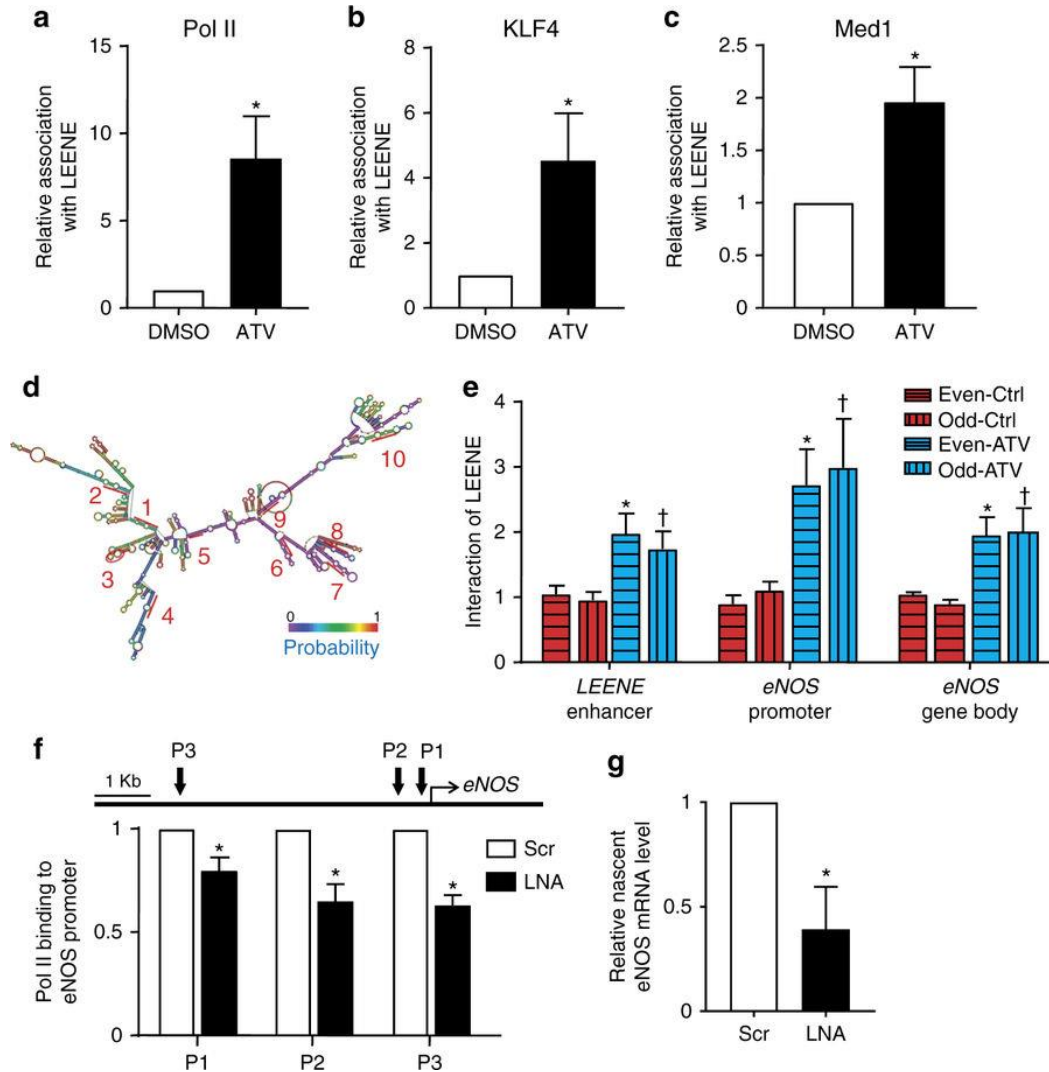 a
Pol II
Relative association
with LEENE
15
10
5
0
*
DMSO
ATV
b
KLF4
Relative association
with LEENE
8
6
4
2
0
*
DMSO
ATV
c
Med1
Relative association
with LEENE
2.5
2
1.5
1
0.5
0
*
DMSO
ATV
d
1
2
3
4
5
6
7
8
9
10
0
1
Probability
e
Interaction of LEENE
4
3
2
1
0
Even-Ctrl
Odd-Ctrl
Even-ATV
Odd-ATV
* †
* †
* †
LEENE
enhancer
eNOS
promoter
eNOS
gene body
f
1 Kb
P3
P2
P1
eNOS
Pol II binding to
eNOS promoter
1
0.5
0
*
*
*
Scr
LNA
P1
P2
P3
g
Relative nascent
eNOS mRNA level
1
0.5
0
*
Scr
LNA